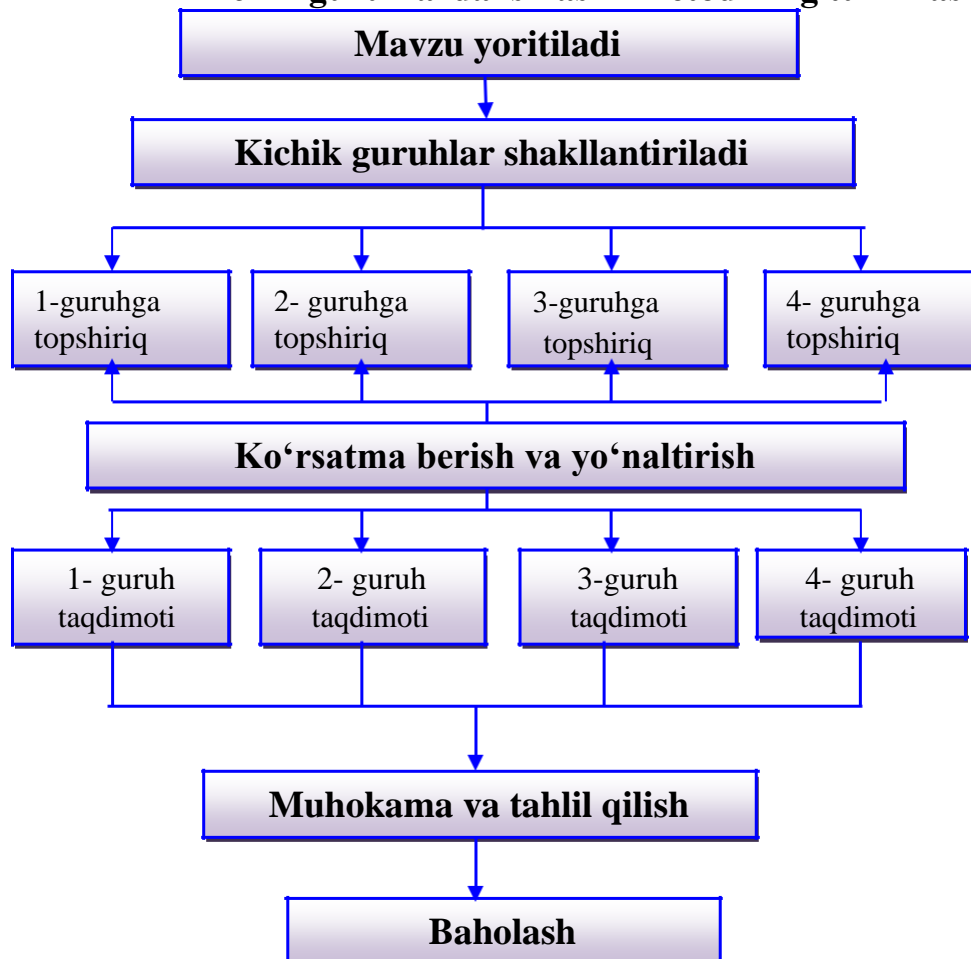 Mavzu yoritiladi
Kichik guruhlar shakllantiriladi
1-guruhga
topshiriq
2- guruhga
topshiriq
3-guruhga
topshiriq
4- guruhga
topshiriq
Ko‘rsatma berish va yo‘naltirish
1- guruh
taqdimoti
2- guruh
taqdimoti
3-guruh
taqdimoti
4- guruh
taqdimoti
Muhokama va tahlil qilish
Baholash